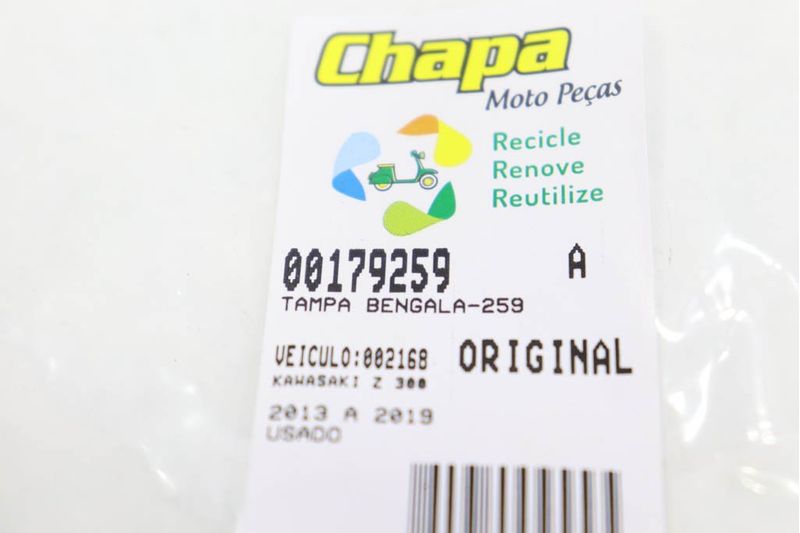 Chapa
Moto Peças
Recicle
Renove
Reutilize
00179259 A
TAMPA BENGALA-259
VEICULO:002168 ORIGINAL
KAWASAKI Z 300
2013 A 2019
USADO